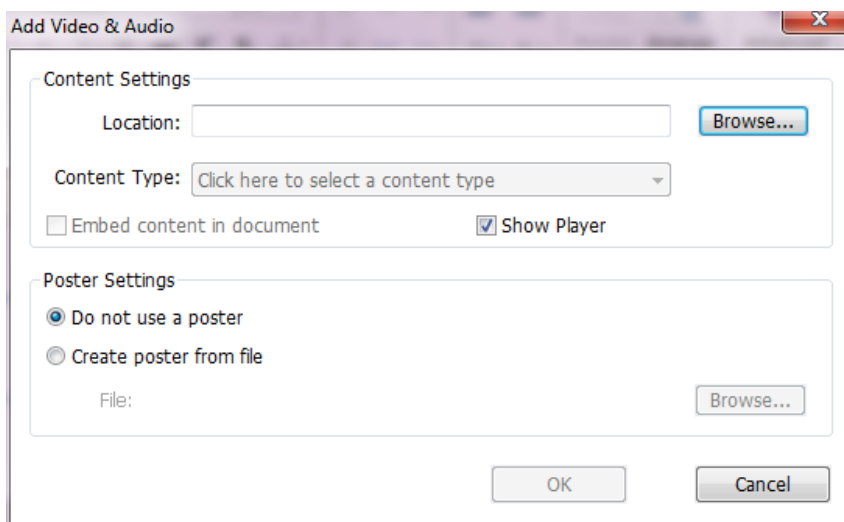 Add Video & Audio
Content Settings
Location:
Browse...
Content Type: Click here to select a content type
Embed content in document Show Player
Poster Settings
Do not use a poster
Create poster from file
File: Browse...
OK Cancel